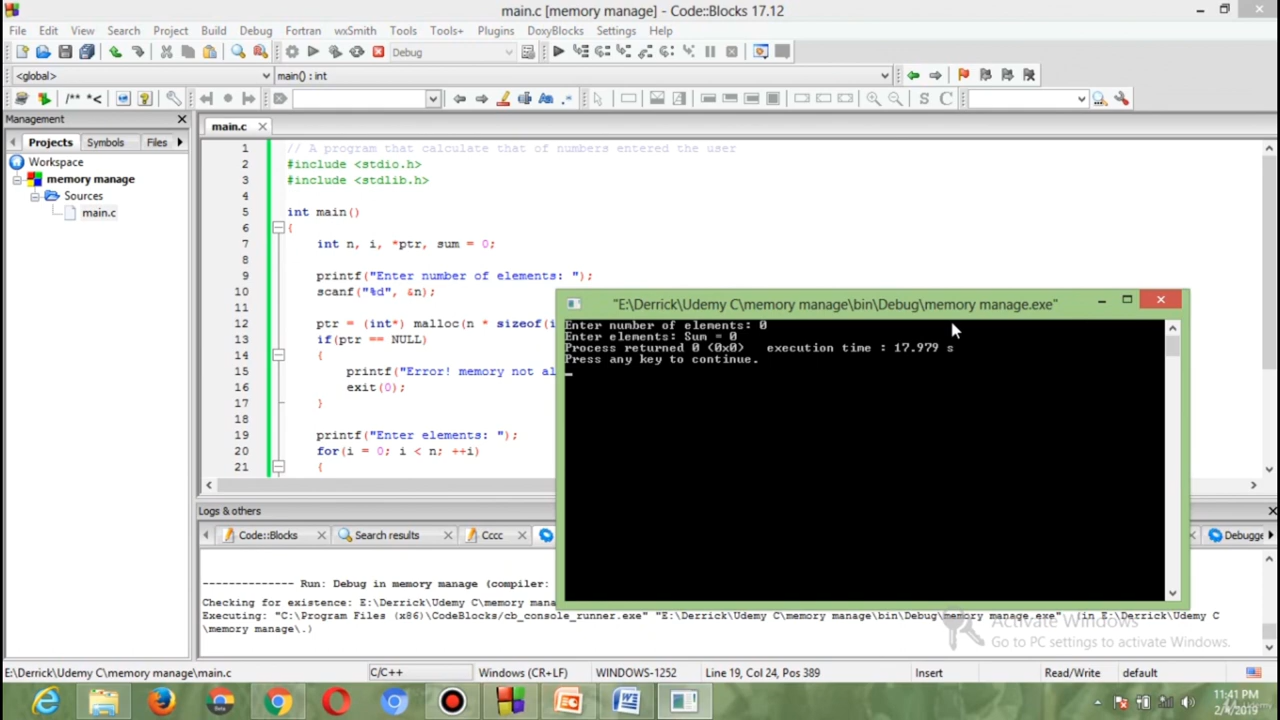 main.c [memory manage] - Code::Blocks 17.12
File Edit View Search Project Build Debug Fortran wxSmith Tools Tools+ Plugins DoxyBlocks Settings Help
Debug
<global> main() : int
/** *<
S C
Management
main.c
Projects Symbols Files
Workspace
memory manage
Sources
main.c
1 // A program that calculate that of numbers entered the user
2 #include <stdio.h>
3 #include <stdlib.h>
4
5 int main()
6 {
7 int n, i, *ptr, sum = 0;
8
9 printf("Enter number of elements: ");
10 scanf("%d", &n);
11
12 ptr = (int*) malloc(n * sizeof(i
13 if(ptr == NULL)
14 {
15 printf("Error! memory not al
16 exit(0);
17 }
18
19 printf("Enter elements: ");
20 for(i = 0; i < n; ++i)
21 {
"E:\Derrick\Udemy C\memory manage\bin\Debug\memory manage.exe"
Enter number of elements: 0
Enter elements: Sum = 0
Process returned 0 (0x0) execution time : 17.979 s
Press any key to continue.
Logs & others
Code::Blocks Search results Cccc Debugge
-------------- Run: Debug in memory manage (compiler:
Checking for existence: E:\Derrick\Udemy C\memory mana
Executing: "C:\Program Files (x86)\CodeBlocks/cb_console_runner.exe" "E:\Derrick\Udemy C\memory manage\bin\Debug\memory manage.exe" (in E:\Derrick\Udemy C
\memory manage\.)
Activate Windows
Go to PC settings to activate Windows.
E:\Derrick\Udemy C\memory manage\main.c C/C++ Windows (CR+LF) WINDOWS-1252 Line 19, Col 24, Pos 389 Insert Read/Write default
11:41 PM
2/4/2019